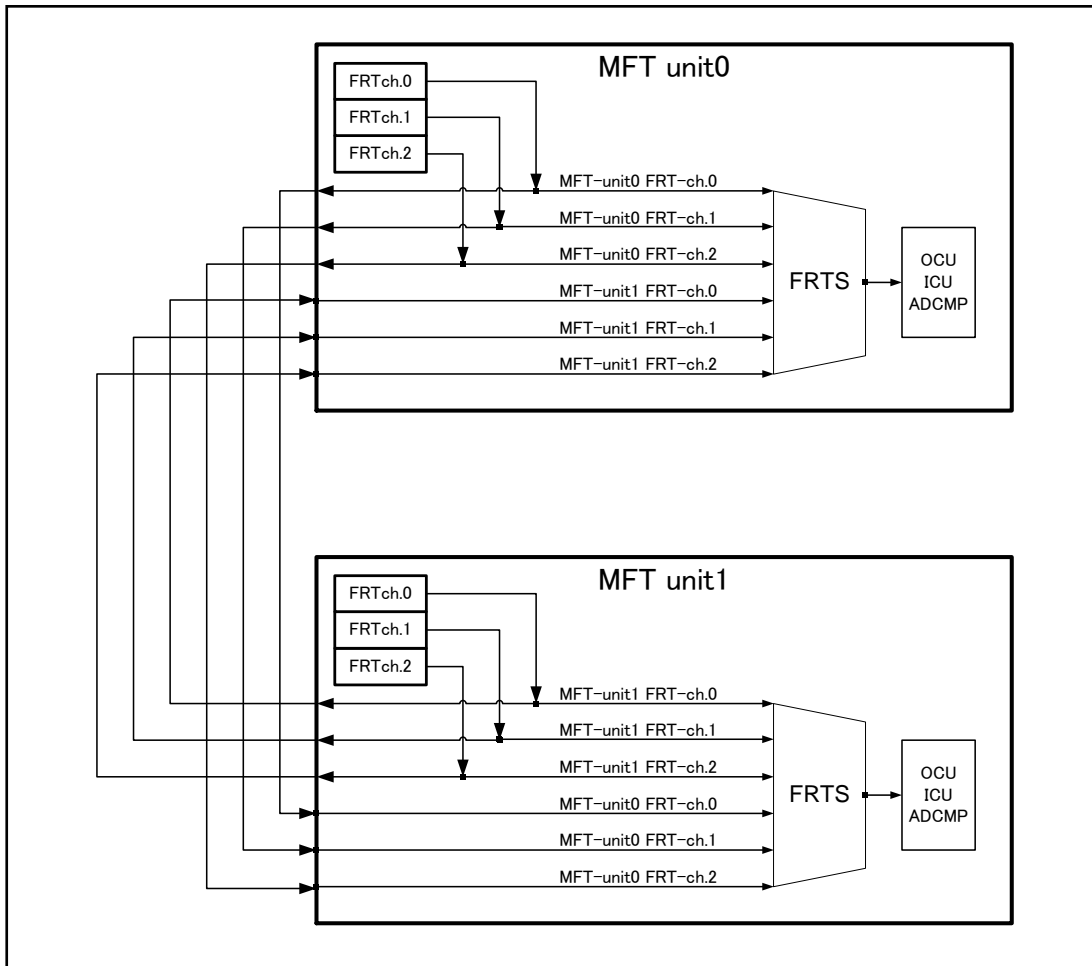 MFT unit0
FRTch.0
FRTch.1
FRTch.2
MFT-unit0 FRT-ch.0
MFT-unit0 FRT-ch.1
MFT-unit0 FRT-ch.2
MFT-unit1 FRT-ch.0
MFT-unit1 FRT-ch.1
MFT-unit1 FRT-ch.2
FRTS
OCU
ICU
ADCMP
MFT unit1
FRTch.0
FRTch.1
FRTch.2
MFT-unit1 FRT-ch.0
MFT-unit1 FRT-ch.1
MFT-unit1 FRT-ch.2
MFT-unit0 FRT-ch.0
MFT-unit0 FRT-ch.1
MFT-unit0 FRT-ch.2
FRTS
OCU
ICU
ADCMP